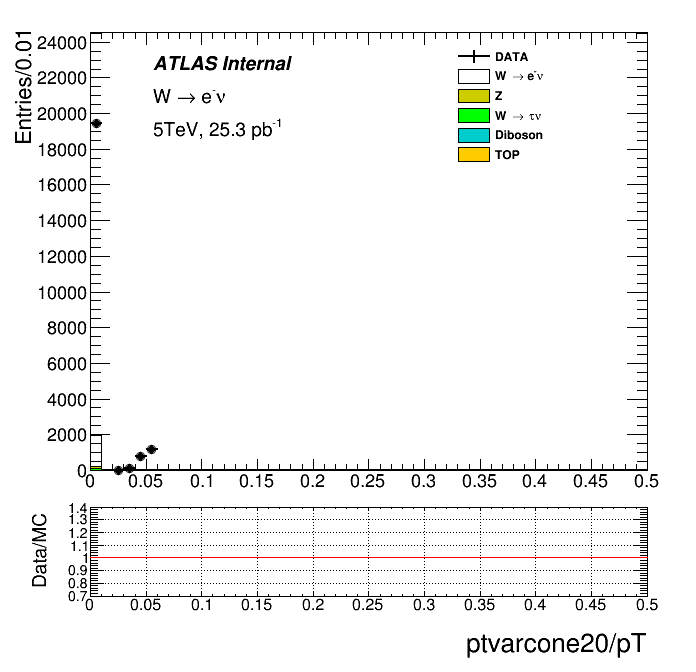 Entries/0.01
24000
22000
20000
18000
16000
14000
12000
10000
8000
6000
4000
2000
0
ATLAS Internal
W → e⁻ν
5TeV, 25.3 pb⁻¹
DATA
W → e⁻ν
Z
W → τν
Diboson
TOP
0 0.05 0.1 0.15 0.2 0.25 0.3 0.35 0.4 0.45 0.5
Data/MC
1.4
1.3
1.2
1.1
1
0.9
0.8
0.7
0 0.05 0.1 0.15 0.2 0.25 0.3 0.35 0.4 0.45 0.5
ptvarcone20/pT